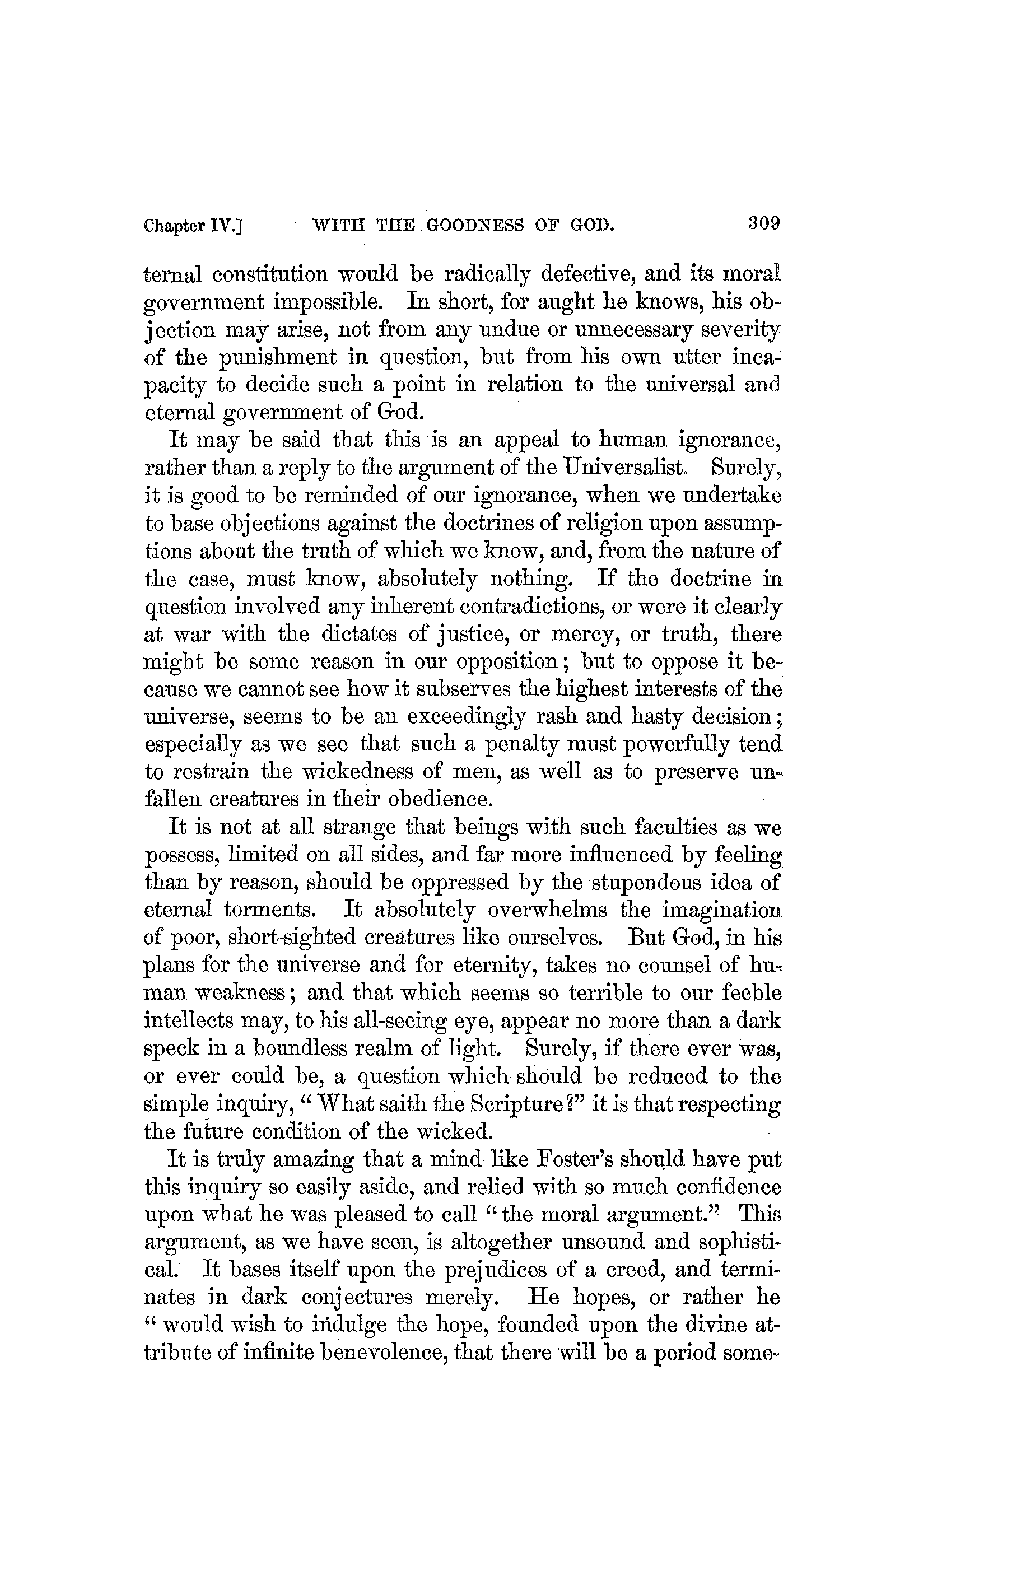 Chapter IV.] WITH THE GOODNESS OF GOD. 309
ternal constitution would be radically defective, and its moral
government impossible. In short, for aught he knows, his ob-
jection may arise, not from any undue or unnecessary severity
of the punishment in question, but from his own utter inca-
pacity to decide such a point in relation to the universal and
eternal government of God.
It may be said that this is an appeal to human ignorance,
rather than a reply to the argument of the Universalist. Surely,
it is good to be reminded of our ignorance, when we undertake
to base objections against the doctrines of religion upon assump-
tions about the truth of which we know, and, from the nature of
the case, must know, absolutely nothing. If the doctrine in
question involved any inherent contradictions, or were it clearly
at war with the dictates of justice, or mercy, or truth, there
might be some reason in our opposition; but to oppose it be-
cause we cannot see how it subserves the highest interests of the
universe, seems to be an exceedingly rash and hasty decision;
especially as we see that such a penalty must powerfully tend
to restrain the wickedness of men, as well as to preserve un-
fallen creatures in their obedience.
It is not at all strange that beings with such faculties as we
possess, limited on all sides, and far more influenced by feeling
than by reason, should be oppressed by the stupendous idea of
eternal torments. It absolutely overwhelms the imagination
of poor, short-sighted creatures like ourselves. But God, in his
plans for the universe and for eternity, takes no counsel of hu-
man weakness; and that which seems so terrible to our feeble
intellects may, to his all-seeing eye, appear no more than a dark
speck in a boundless realm of light. Surely, if there ever was,
or ever could be, a question which should be reduced to the
simple inquiry, "What saith the Scripture?" it is that respecting
the future condition of the wicked.
It is truly amazing that a mind like Foster's should have put
this inquiry so easily aside, and relied with so much confidence
upon what he was pleased to call "the moral argument." This
argument, as we have seen, is altogether unsound and sophisti-
cal. It bases itself upon the prejudices of a creed, and termi-
nates in dark conjectures merely. He hopes, or rather he
"would wish to indulge the hope, founded upon the divine at-
tribute of infinite benevolence, that there will be a period some-